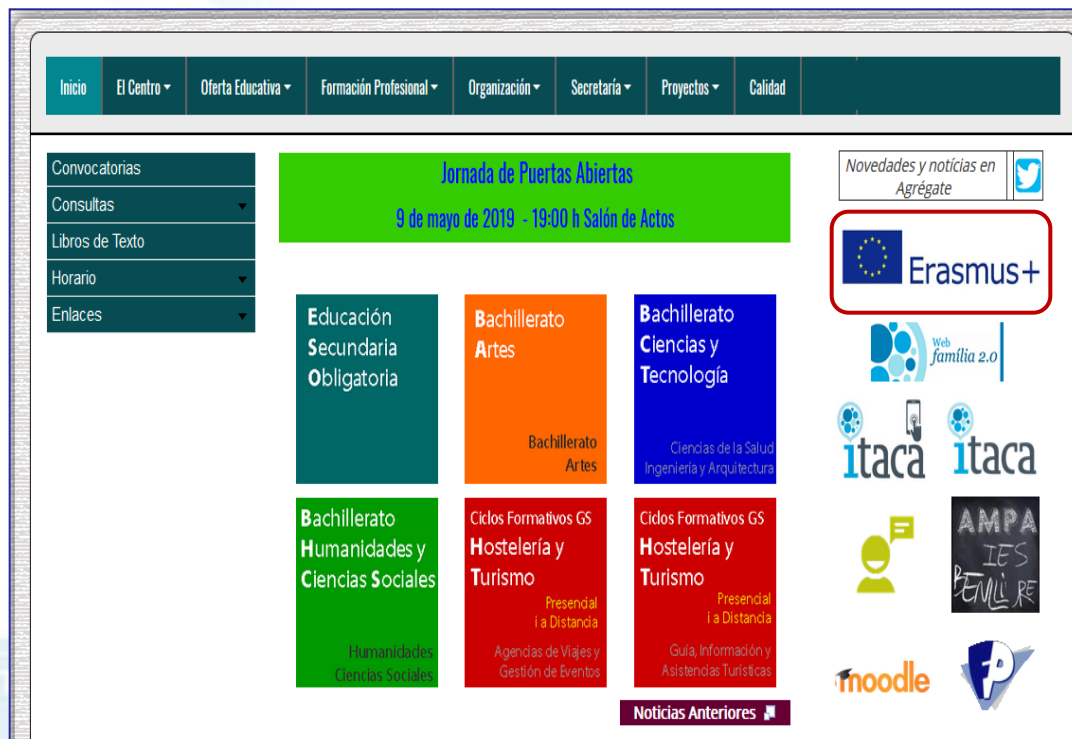 Inicio
El Centro
Oferta Educativa
Formación Profesional
Organización
Secretaría
Proyectos
Calidad
Convocatorias
Consultas
Libros de Texto
Horario
Enlaces
Jornada de Puertas Abiertas
9 de mayo de 2019 - 19:00 h Salón de Actos
Educación
Secundaria
Obligatoria
Bachillerato
Artes
Bachillerato
Artes
Bachillerato
Ciencias y
Tecnología
Ciencias de la Salud
Ingeniería y Arquitectura
Bachillerato
Humanidades y
Ciencias Sociales
Humanidades
Ciencias Sociales
Ciclos Formativos GS
Hostelería y
Turismo
Presencial
i a Distancia
Agencias de Viajes y
Gestión de Eventos
Ciclos Formativos GS
Hostelería y
Turismo
Presencial
i a Distancia
Guía, Información y
Asistencias Turísticas
Noticias Anteriores
Novedades y notícias en
Agrégate
Erasmus+
Web
família 2.0
itaca
itaca
AMPA
IES
BENLLIURE
moodle